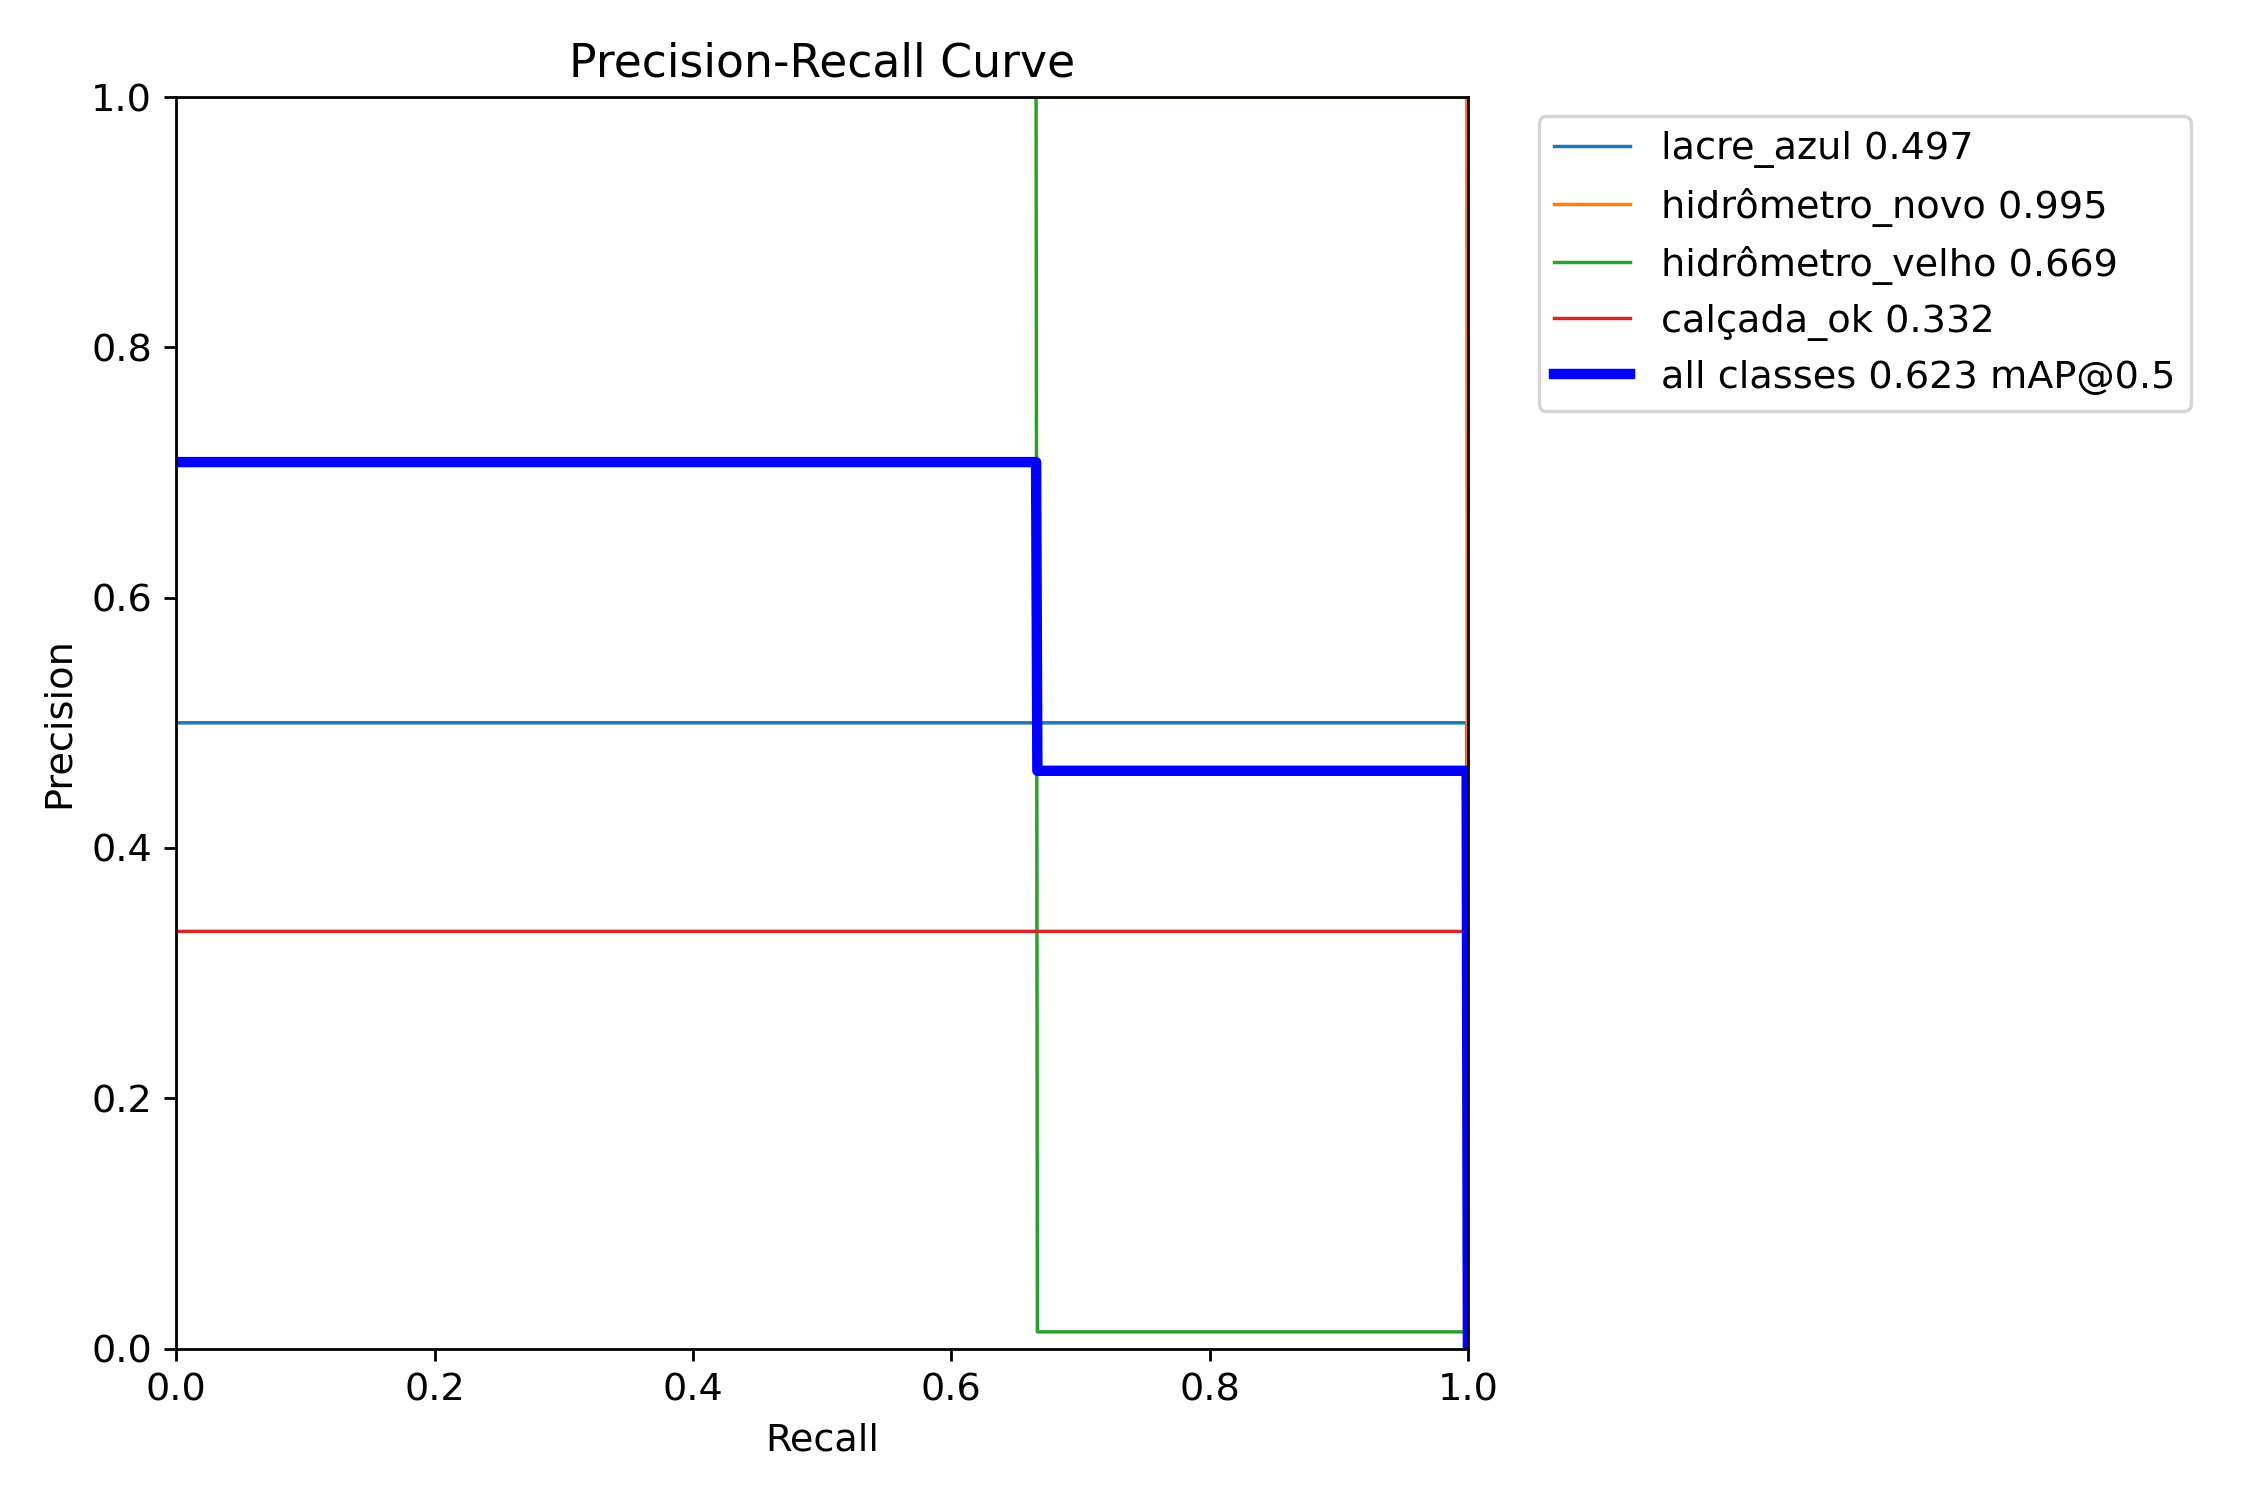 Precision-Recall Curve
1.0
0.8
0.6
0.4
0.2
0.0
Precision
0.0 0.2 0.4 0.6 0.8 1.0
Recall
lacre_azul 0.497
hidrômetro_novo 0.995
hidrômetro_velho 0.669
calçada_ok 0.332
all classes 0.623 mAP@0.5